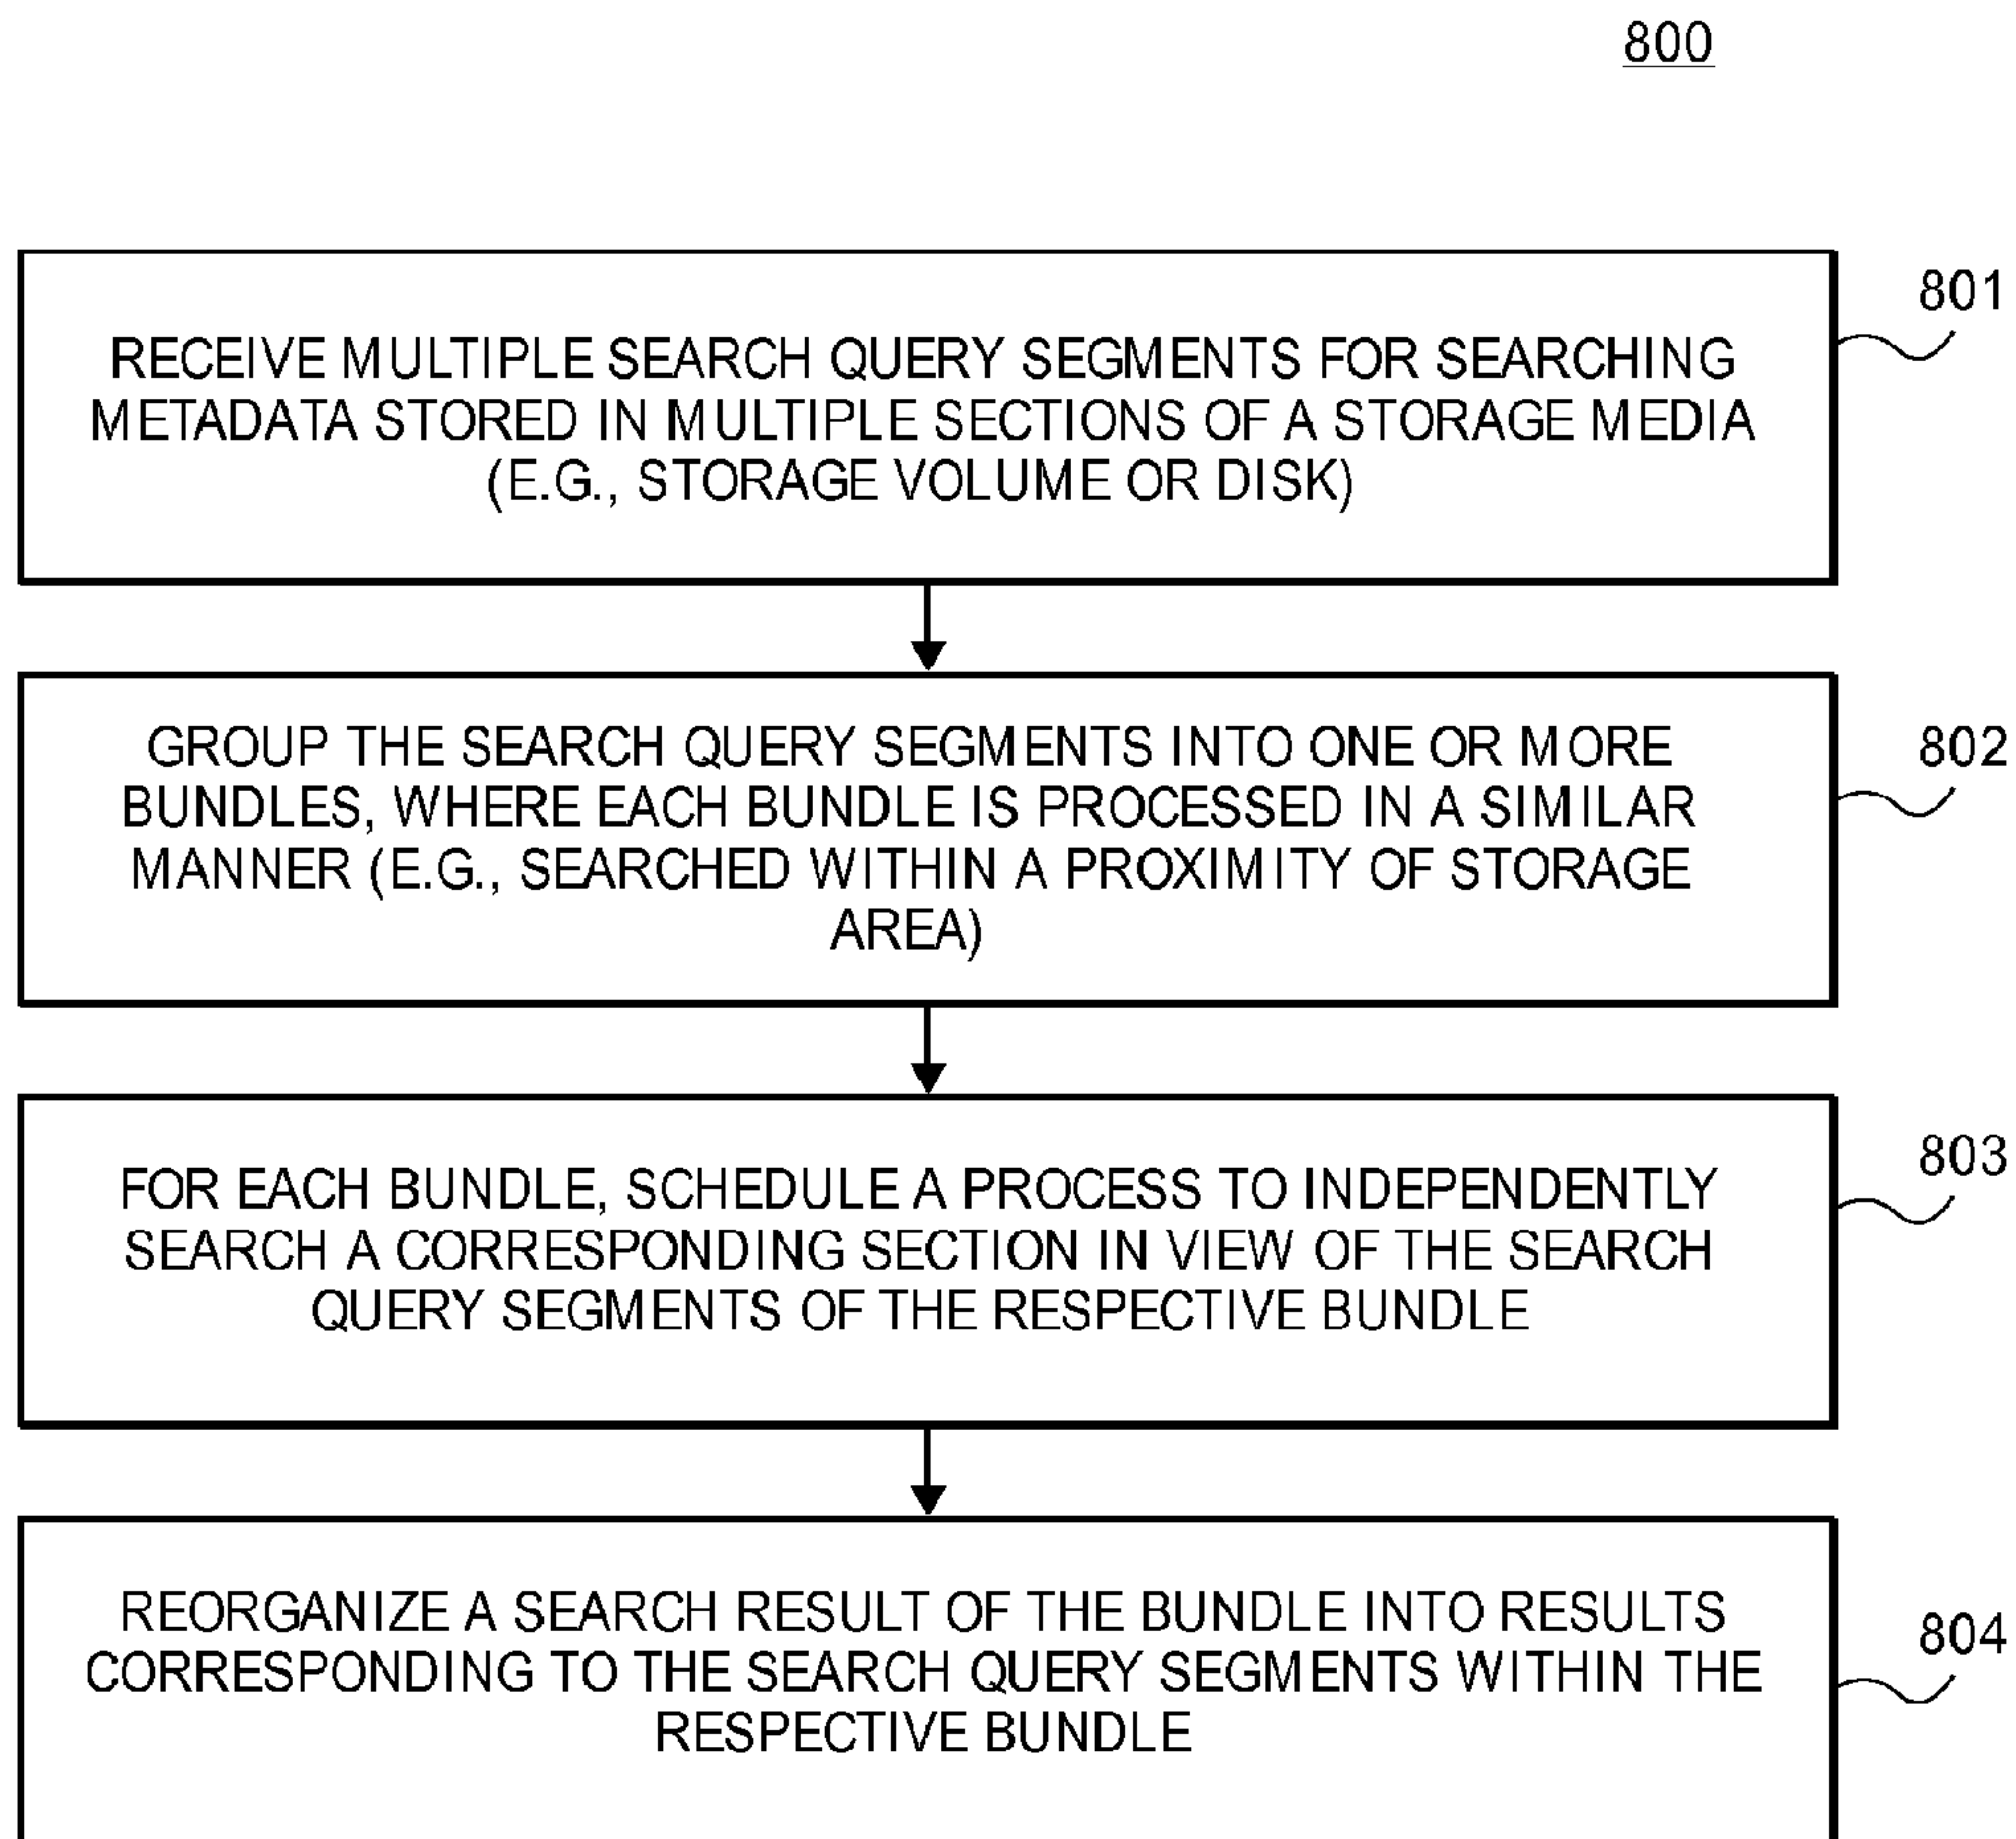 800
801
RECEIVE MULTIPLE SEARCH QUERY SEGMENTS FOR SEARCHING
METADATA STORED IN MULTIPLE SECTIONS OF A STORAGE MEDIA
(E.G., STORAGE VOLUME OR DISK)
802
GROUP THE SEARCH QUERY SEGMENTS INTO ONE OR MORE
BUNDLES, WHERE EACH BUNDLE IS PROCESSED IN A SIMILAR
MANNER (E.G., SEARCHED WITHIN A PROXIMITY OF STORAGE
AREA)
803
FOR EACH BUNDLE, SCHEDULE A PROCESS TO INDEPENDENTLY
SEARCH A CORRESPONDING SECTION IN VIEW OF THE SEARCH
QUERY SEGMENTS OF THE RESPECTIVE BUNDLE
804
REORGANIZE A SEARCH RESULT OF THE BUNDLE INTO RESULTS
CORRESPONDING TO THE SEARCH QUERY SEGMENTS WITHIN THE
RESPECTIVE BUNDLE